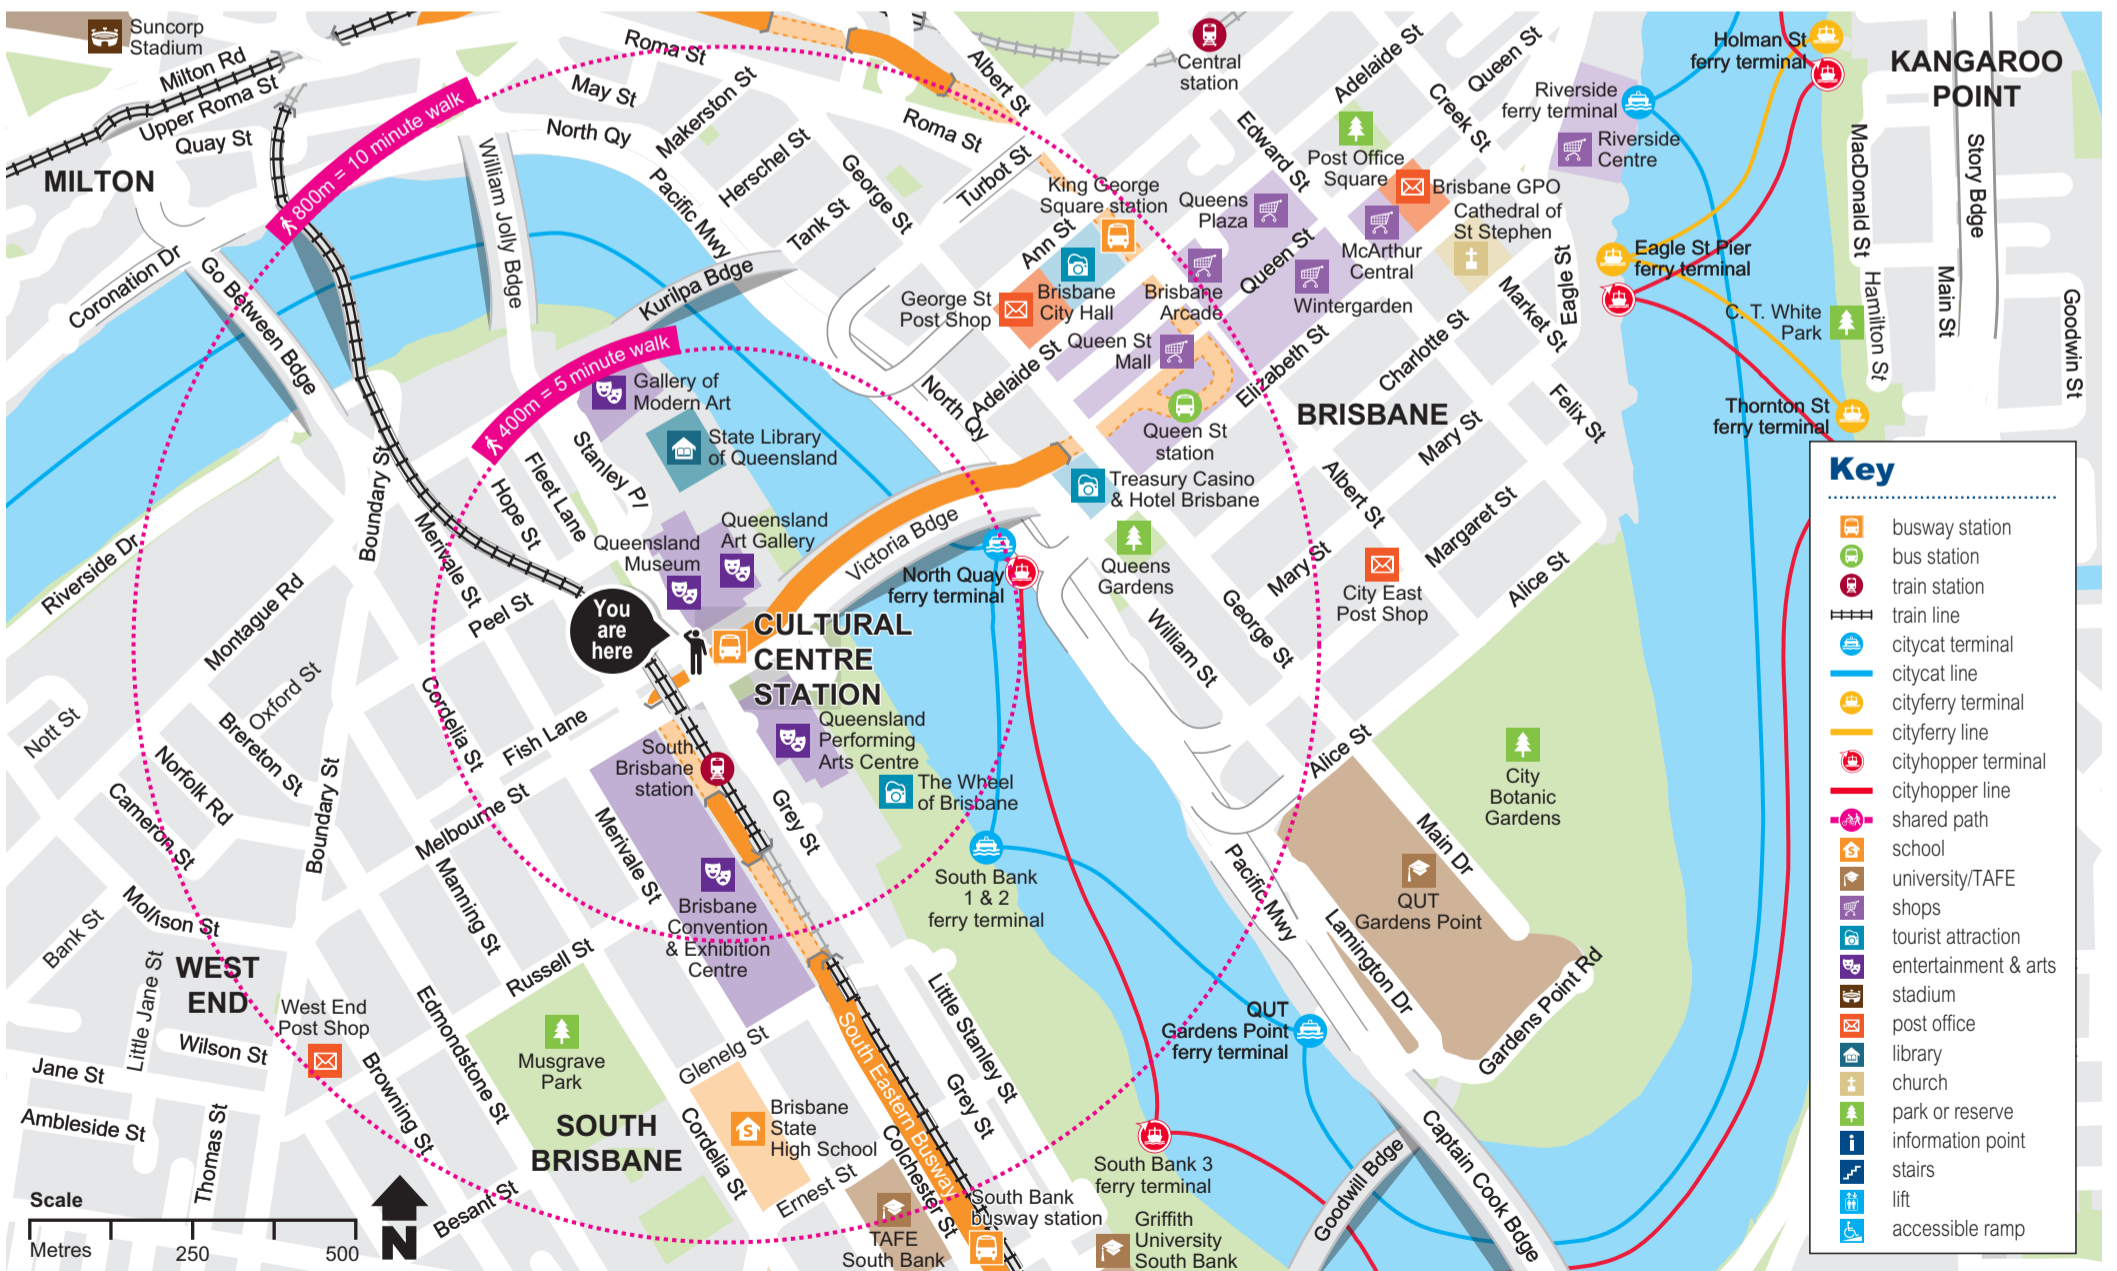 Suncorp
Stadium
Milton Rd
Upper Roma St
Quay St
MILTON
800m = 10 minute walk
Roma St
May St
North Qy
Makerston St
Herschel St
Tank St
George St
Roma St
Turbot St
Albert St
Pacific Mwy
William Jolly Bdge
Kurilpa Bdge
Coronation Dr
Go Between Bdge
Central
station
Edward St
Adelaide St
Creek St
Queen St
Post Office
Square
Brisbane GPO
Cathedral of
St Stephen
King George
Square station
Queens
Plaza
Ann St
McArthur
Central
Queen St
Wintergarden
Brisbane
City Hall
Brisbane
Arcade
George St
Post Shop
Adelaide St
Queen St
Mall
Elizabeth St
Charlotte St
Market St
Eagle St
Riverside
ferry terminal
Riverside
Centre
Holman St
ferry terminal
KANGAROO
POINT
MacDonald St
Story Bdge
Eagle St Pier
ferry terminal
C. T. White
Park
Hamilton St
Main St
Goodwin St
Thornton St
ferry terminal
400m = 5 minute walk
Gallery of
Modern Art
State Library
of Queensland
Stanley Pl
Fleet Lane
Hope St
Merivale St
Boundary St
Riverside Dr
Montague Rd
Peel St
Queensland
Museum
Queensland
Art Gallery
Victoria Bdge
North Qy
Queen St
station
Treasury Casino
& Hotel Brisbane
BRISBANE
Felix St
Mary St
Albert St
Margaret St
Queens
Gardens
North Quay
ferry terminal
Mary St
City East
Post Shop
Alice St
George St
William St
You
are
here
CULTURAL
CENTRE
STATION
Oxford St
Brereton St
Nott St
Norfolk Rd
Cameron St
Cordelia St
Fish Lane
South
Brisbane
station
Queensland
Performing
Arts Centre
The Wheel
of Brisbane
Grey St
Melbourne St
Merivale St
Manning St
Boundary St
Mollison St
Bank St
Little Jane St
WEST
END
West End
Post Shop
Wilson St
Jane St
Ambleside St
Thomas St
Browning St
Edmondstone St
Russell St
Brisbane
Convention
& Exhibition
Centre
Musgrave
Park
Glenelg St
SOUTH
BRISBANE
Brisbane
State
High School
Cordelia St
Ernest St
Besant St
TAFE
South Bank
Colchester St
South Eastern Busway
Grey St
Little Stanley St
South Bank
busway station
South Bank
1 & 2
ferry terminal
South Bank 3
ferry terminal
Griffith
University
South Bank
QUT
Gardens Point
ferry terminal
Pacific Mwy
Alice St
Main Dr
QUT
Gardens Point
Lamington Dr
Gardens Point Rd
City
Botanic
Gardens
Goodwill Bdge
Captain Cook Bdge
Scale
Metres
250
500
N
Key
busway station
bus station
train station
train line
citycat terminal
citycat line
cityferry terminal
cityferry line
cityhopper terminal
cityhopper line
shared path
school
university/TAFE
shops
tourist attraction
entertainment & arts
stadium
post office
library
church
park or reserve
information point
stairs
lift
accessible ramp